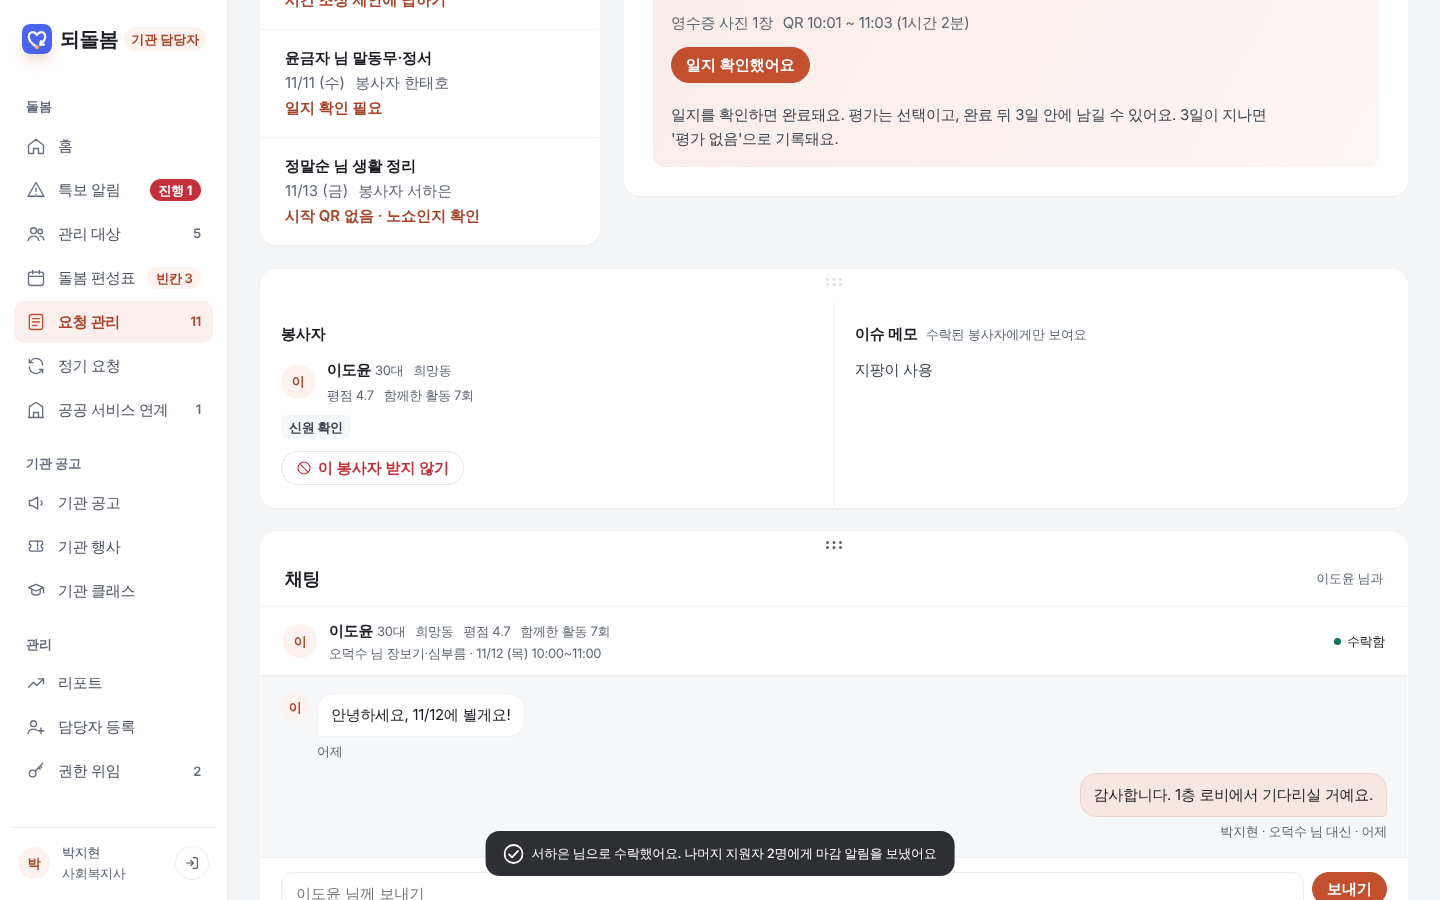 되돌봄 기관 담당자
돌봄
홈
특보 알림 진행 1
관리 대상 5
돌봄 편성표 빈칸 3
요청 관리 11
정기 요청
공공 서비스 연계 1
기관 공고
기관 공고
기관 행사
기관 클래스
관리
리포트
담당자 등록
권한 위임 2
박 박지현
사회복지사
시간 조정 제안에 답하기
윤금자 님 말동무·정서
11/11 (수) 봉사자 한태호
일지 확인 필요
정말순 님 생활 정리
11/13 (금) 봉사자 서하은
시작 QR 없음 · 노쇼인지 확인
영수증 사진 1장 QR 10:01 ~ 11:03 (1시간 2분)
일지 확인했어요
일지를 확인하면 완료돼요. 평가는 선택이고, 완료 뒤 3일 안에 남길 수 있어요. 3일이 지나면
'평가 없음'으로 기록돼요.
봉사자
이 이도윤 30대 희망동
평점 4.7 함께한 활동 7회
신원 확인
이 봉사자 받지 않기
이슈 메모 수락된 봉사자에게만 보여요
지팡이 사용
채팅 이도윤 님과
이 이도윤 30대 희망동 평점 4.7 함께한 활동 7회
오덕수 님 장보기·심부름 · 11/12 (목) 10:00~11:00
수락함
이 안녕하세요, 11/12에 뵐게요!
어제
감사합니다. 1층 로비에서 기다리실 거예요.
박지현 · 오덕수 님 대신 · 어제
서하은 님으로 수락했어요. 나머지 지원자 2명에게 마감 알림을 보냈어요
이도윤 님께 보내기 보내기